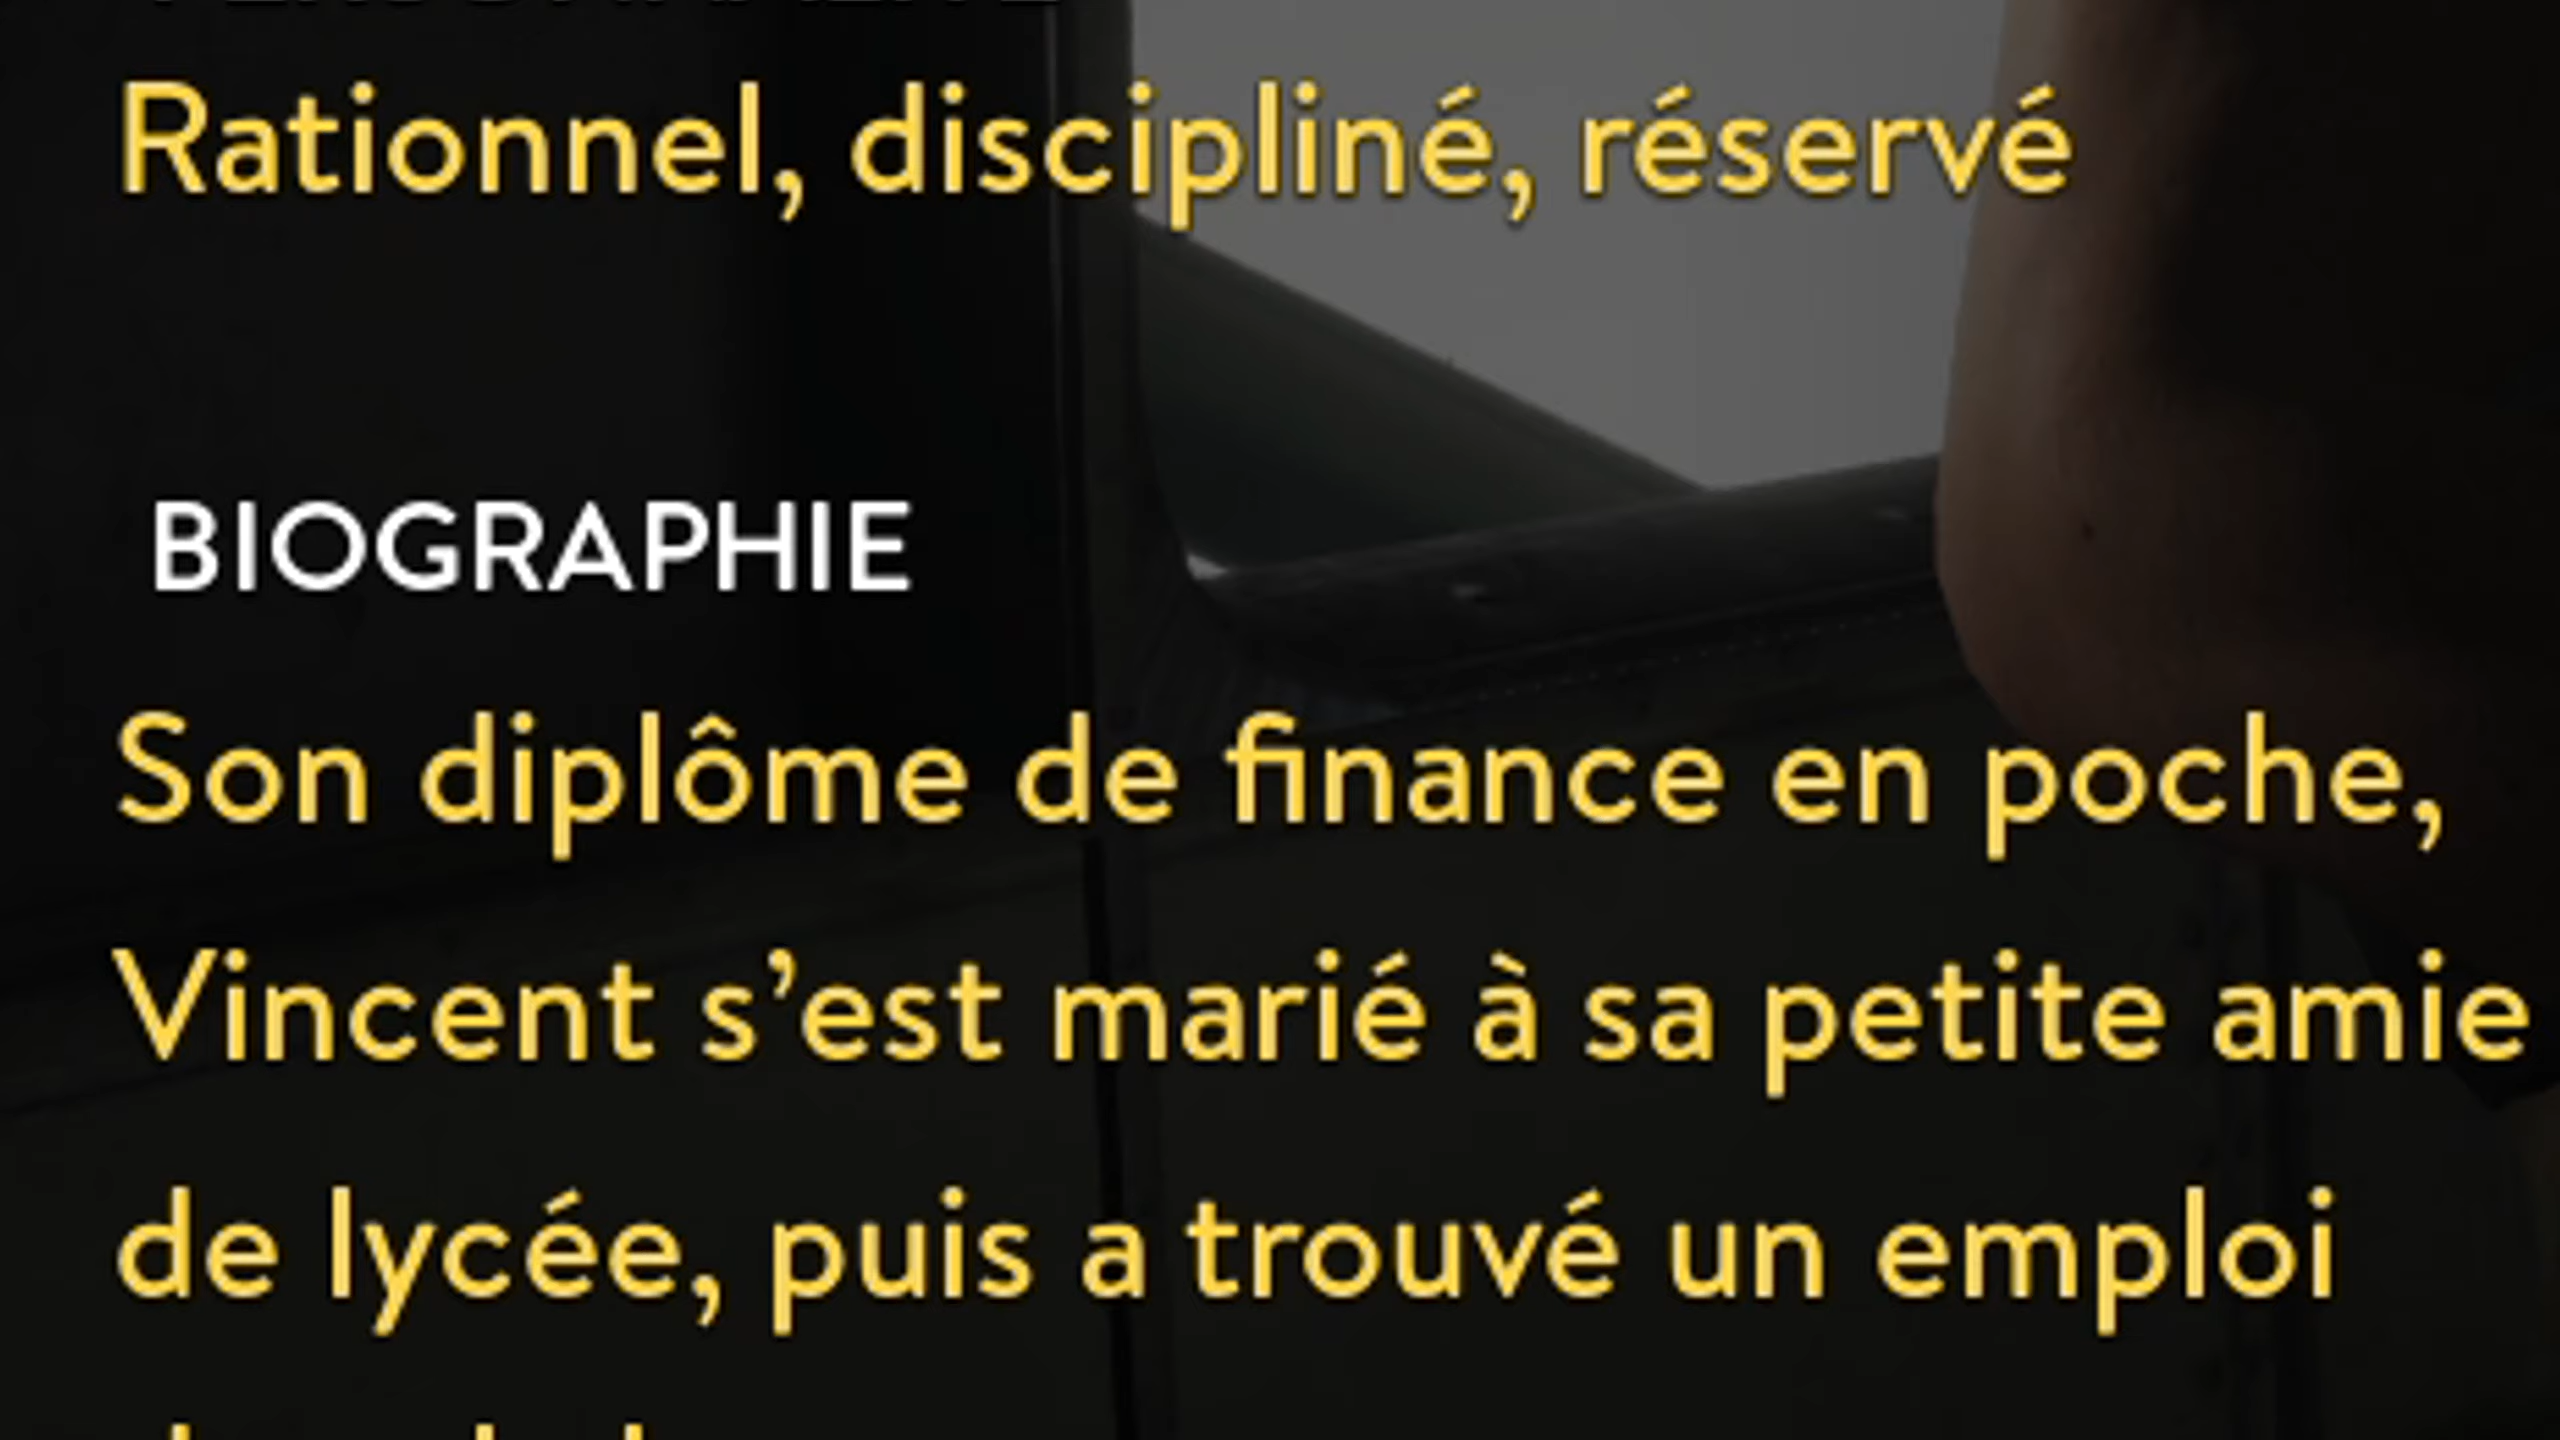 Rationnel, discipliné, réservé
BIOGRAPHIE
Son diplôme de finance en poche,
Vincent s’est marié à sa petite amie
de lycée, puis a trouvé un emploi